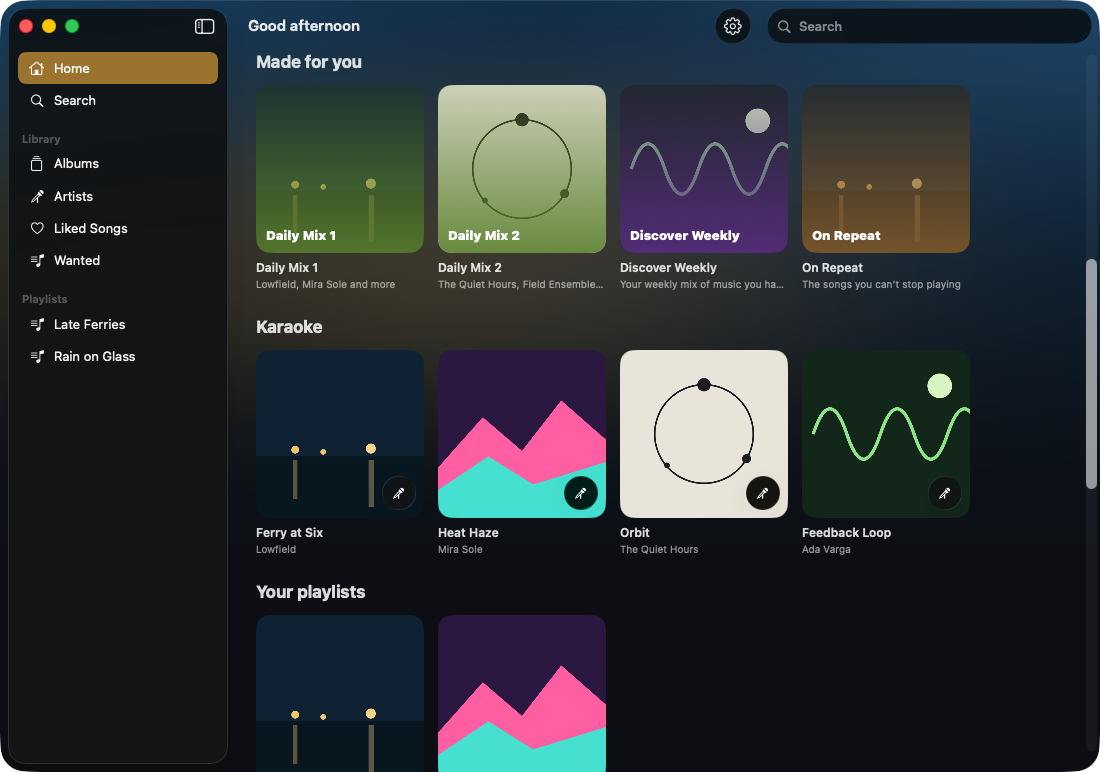 Good afternoon
Search
Home
Search
Library
Albums
Artists
Liked Songs
Wanted
Playlists
Late Ferries
Rain on Glass
Made for you
Daily Mix 1
Daily Mix 2
Discover Weekly
On Repeat
Daily Mix 1
Daily Mix 2
Discover Weekly
On Repeat
Lowfield, Mira Sole and more
The Quiet Hours, Field Ensemble...
Your weekly mix of music you ha...
The songs you can't stop playing
Karaoke
Ferry at Six
Heat Haze
Orbit
Feedback Loop
Lowfield
Mira Sole
The Quiet Hours
Ada Varga
Your playlists